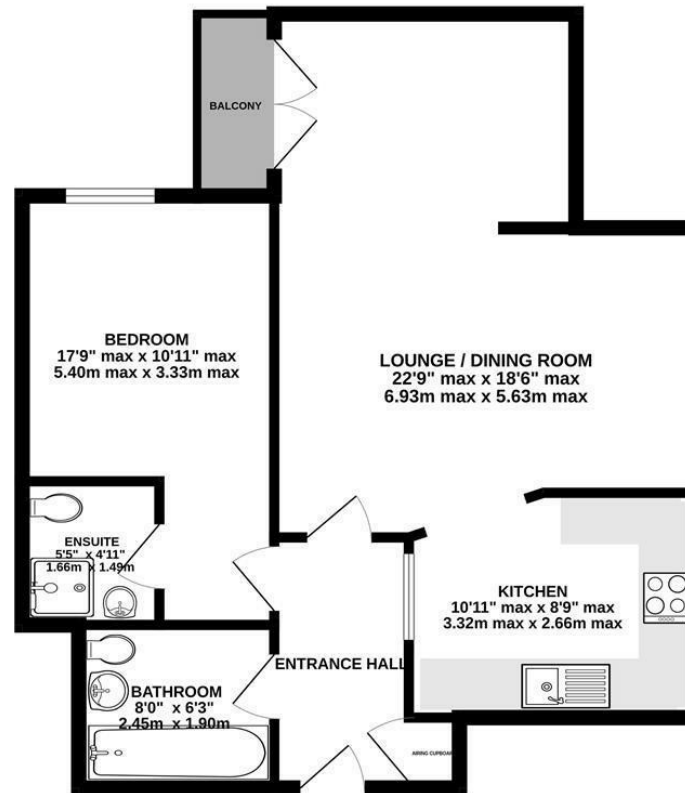 BALCONY
BEDROOM
17'9" max x 10'11" max
5.40m max x 3.33m max
LOUNGE / DINING ROOM
22'9" max x 18'6" max
6.93m max x 5.63m max
ENSUITE
5'5" x 4'11"
1.66m x 1.49m
KITCHEN
10'11" max x 8'9" max
3.32m max x 2.66m max
ENTRANCE HALL
BATHROOM
8'0" x 6'3"
2.45m x 1.90m
AIRING CUPBOARD